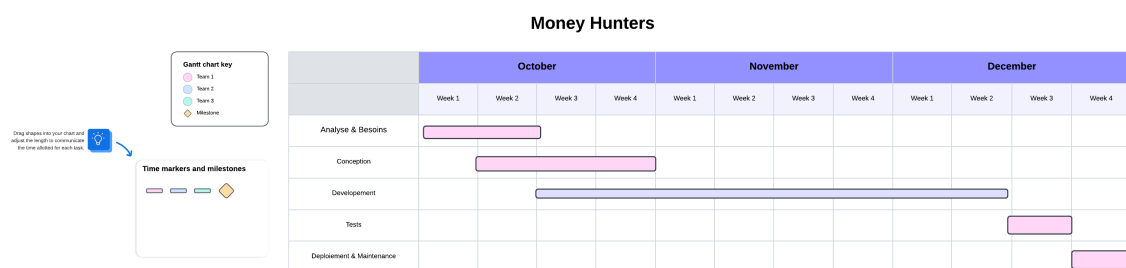 Money Hunters
Gantt chart key
Team 1
Team 2
Team 3
Milestone
Drag shapes into your chart and
adjust the length to communicate
the time allotted for each task.
Time markers and milestones
October November December
Week 1 Week 2 Week 3 Week 4 Week 1 Week 2 Week 3 Week 4 Week 1 Week 2 Week 3 Week 4
Analyse & Besoins
Conception
Developement
Tests
Deploiement & Maintenance